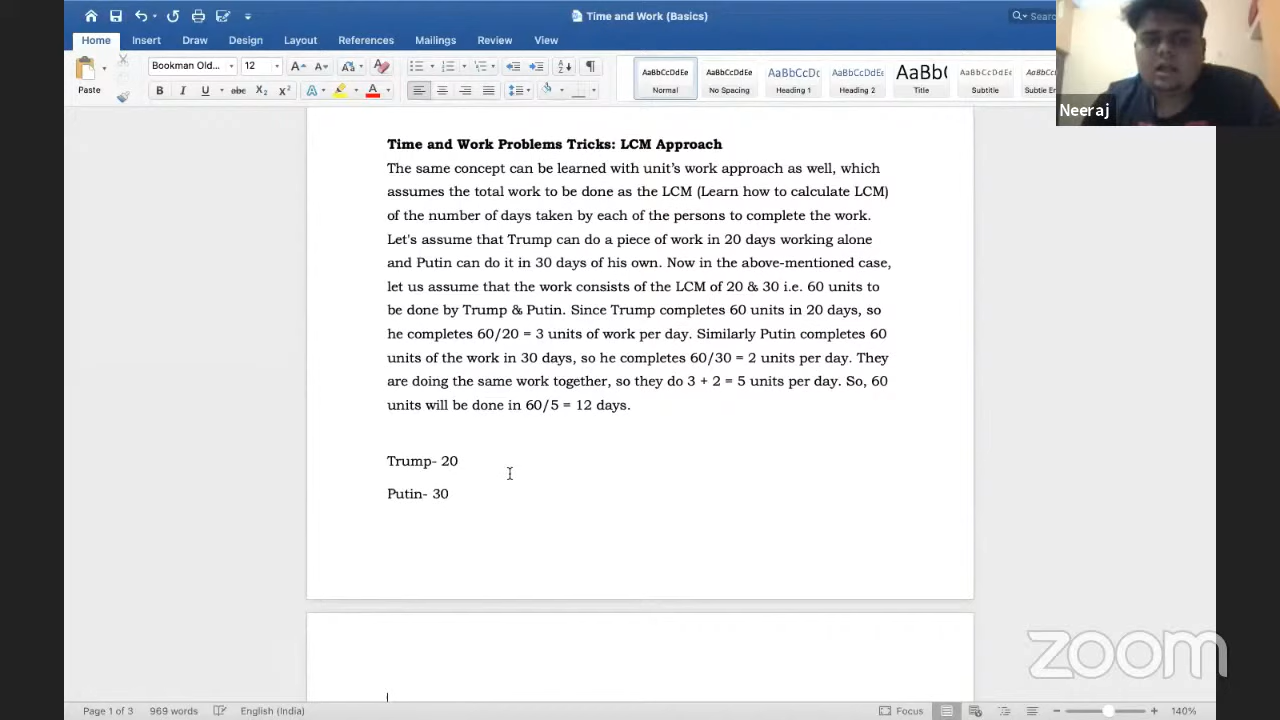 Time and Work (Basics)
Home Insert Draw Design Layout References Mailings Review View
Paste
Bookman Old... 12
AaBbCcDdEe AaBbCcDdEe AaBbCcDc AaBbCcDdEe AaBb( AaBbCcDdEe
Normal No Spacing Heading 1 Heading 2 Title Subtitle Subtle
Neeraj
Time and Work Problems Tricks: LCM Approach
The same concept can be learned with unit's work approach as well, which
assumes the total work to be done as the LCM (Learn how to calculate LCM)
of the number of days taken by each of the persons to complete the work.
Let's assume that Trump can do a piece of work in 20 days working alone
and Putin can do it in 30 days of his own. Now in the above-mentioned case,
let us assume that the work consists of the LCM of 20 & 30 i.e. 60 units to
be done by Trump & Putin. Since Trump completes 60 units in 20 days, so
he completes 60/20 = 3 units of work per day. Similarly Putin completes 60
units of the work in 30 days, so he completes 60/30 = 2 units per day. They
are doing the same work together, so they do 3 + 2 = 5 units per day. So, 60
units will be done in 60/5 = 12 days.
Trump- 20
Putin- 30
zoom
Page 1 of 3 969 words English (India) Focus 140%